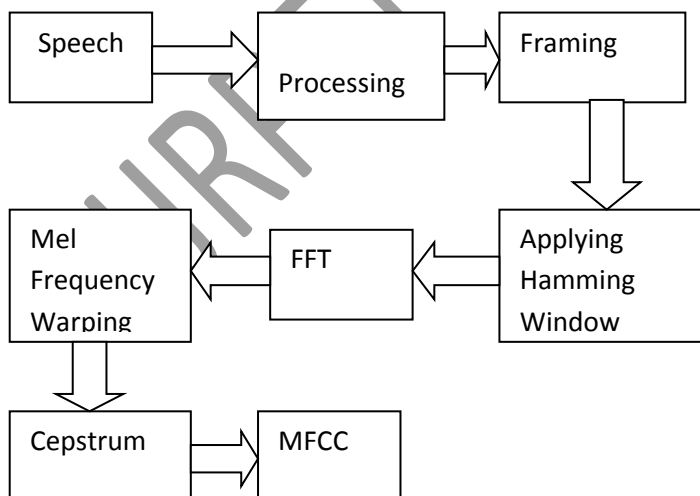 Speech
Processing
Framing
Applying
Hamming
Window
FFT
Mel
Frequency
Warping
Cepstrum
MFCC